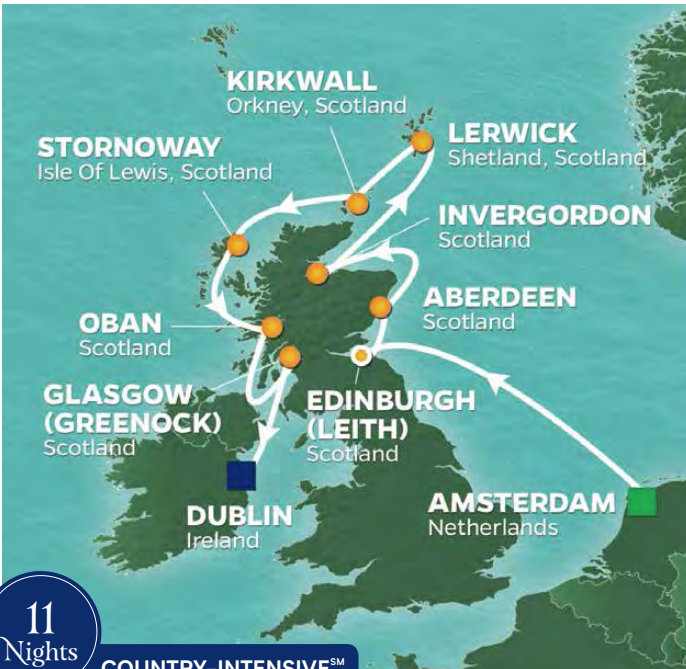 KIRKWALL
Orkney, Scotland
STORNOWAY
Isle Of Lewis, Scotland
LERWICK
Shetland, Scotland
INVERGORDON
Scotland
ABERDEEN
Scotland
OBAN
Scotland
GLASGOW
(GREENOCK)
Scotland
EDINBURGH
(LEITH)
Scotland
DUBLIN
Ireland
AMSTERDAM
Netherlands
11
Nights
COUNTRY-INTENSIVE℠